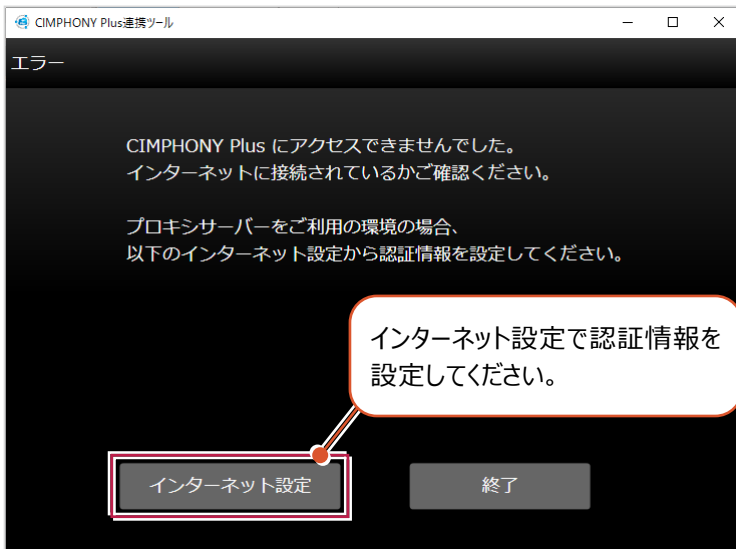 CIMPHONY Plus連携ツール
エラー
CIMPHONY Plus にアクセスできませんでした。
インターネットに接続されているかご確認ください。
プロキシサーバーをご利用の環境の場合、
以下のインターネット設定から認証情報を設定してください。
インターネット設定で認証情報を
設定してください。
インターネット設定
終了